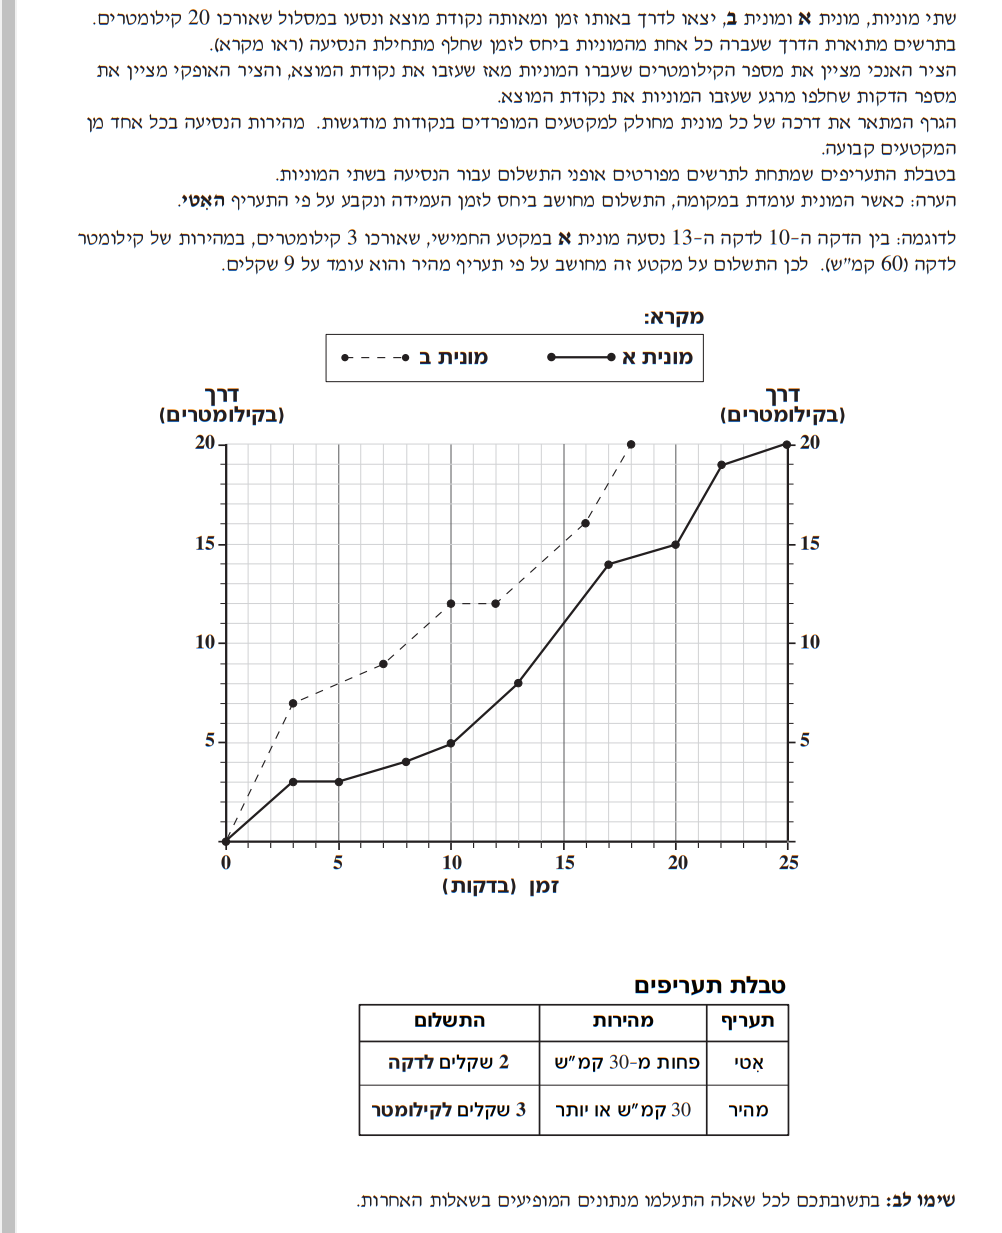 שתי מוניות, מונית א ומונית ב, יצאו לדרך באותו זמן ומאותה נקודת מוצא ונסעו במסלול שאורכו 20 קילומטרים.
בתרשים מתוארת הדרך שעברה כל אחת מהמוניות ביחס לזמן שחלף מתחילת הנסיעה (ראו מקרא).
הציר האנכי מציין את מספר הקילומטרים שעברו המוניות מאז שעזבו את נקודת המוצא, והציר האופקי מציין את
מספר הדקות שחלפו מרגע שעזבו המוניות את נקודת המוצא.
הגרף המתאר את דרכה של כל מונית מחולק למקטעים המופרדים בנקודות מודגשות. מהירות הנסיעה בכל אחד מן
המקטעים קבועה.
בטבלת התעריפים שמתחת לתרשים מפורטים אופני התשלום עבור הנסיעה בשתי המוניות.
הערה: כאשר המונית עומדת במקומה, התשלום מחושב ביחס לזמן העמידה ונקבע על פי התעריף האִטי.
לדוגמה: בין הדקה ה-10 לדקה ה-13 נסעה מונית א במקטע החמישי, שאורכו 3 קילומטרים, במהירות של קילומטר
לדקה (60 קמ"ש). לכן התשלום על מקטע זה מחושב על פי תעריף מהיר והוא עומד על 9 שקלים.
מקרא:
מונית א מונית ב
דרך דרך
(בקילומטרים) (בקילומטרים)
20 20
15 15
10 10
5 5
0 5 10 15 20 25
זמן (בדקות)
טבלת תעריפים
תעריף מהירות התשלום
אִטי פחות מ-30 קמ"ש 2 שקלים לדקה
מהיר 30 קמ"ש או יותר 3 שקלים לקילומטר
שימו לב: בתשובתכם לכל שאלה התעלמו מנתונים המופיעים בשאלות האחרות.